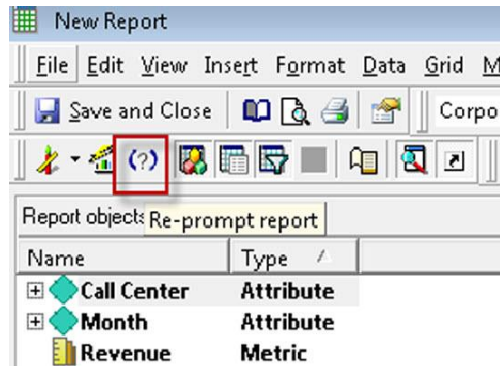 New Report
File Edit View Insert Format Data Grid M
Save and Close Corpo
(?)
Report objects Re-prompt report
Name Type
Call Center Attribute
Month Attribute
Revenue Metric